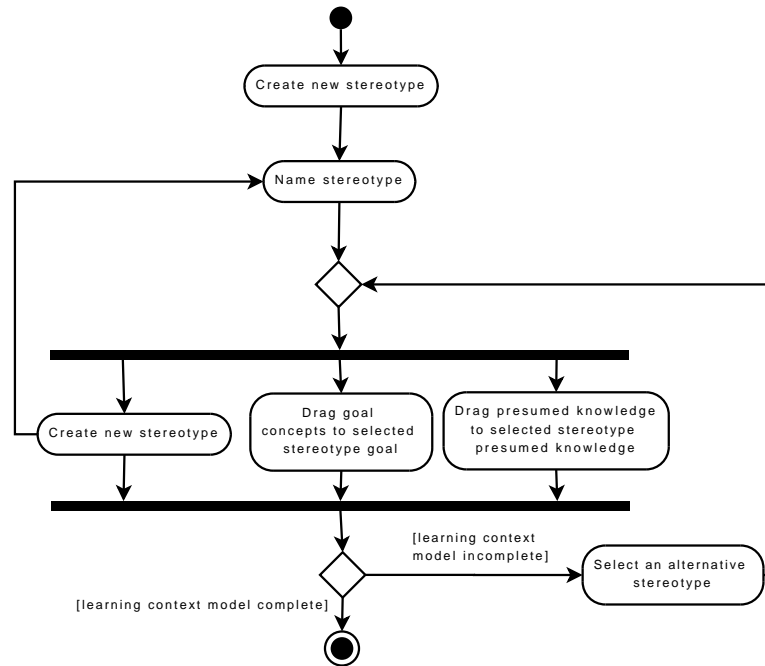 Create new stereotype
Name stereotype
Create new stereotype
Drag goal
concepts to selected
stereotype goal
Drag presumed knowledge
to selected stereotype
presumed knowledge
[learning context
model incomplete]
Select an alternative
stereotype
[learning context model complete]